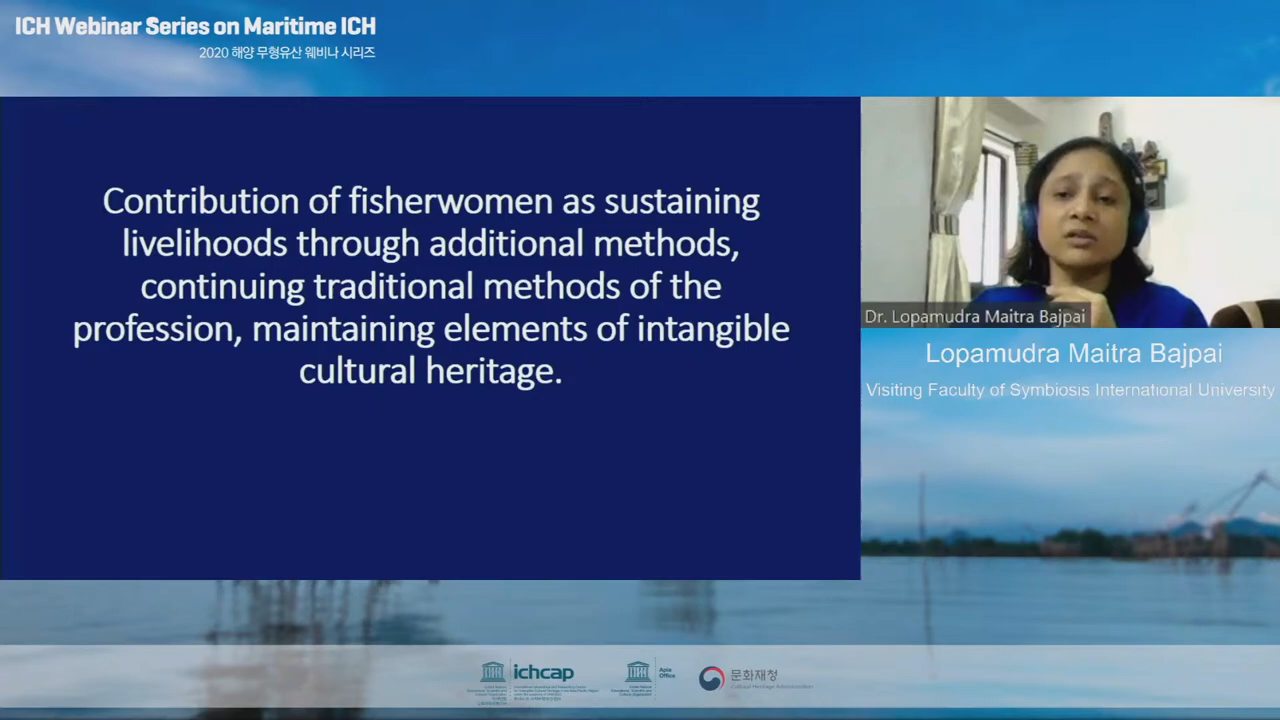 ICH Webinar Series on Maritime ICH
2020 해양 무형유산 웨비나 시리즈
Contribution of fisherwomen as sustaining
livelihoods through additional methods,
continuing traditional methods of the
profession, maintaining elements of intangible
cultural heritage.
Dr. Lopamudra Maitra Bajpai
Lopamudra Maitra Bajpai
Visiting Faculty of Symbiosis International University
ichcap
Apia
Office
문화재청
Cultural Heritage Administration